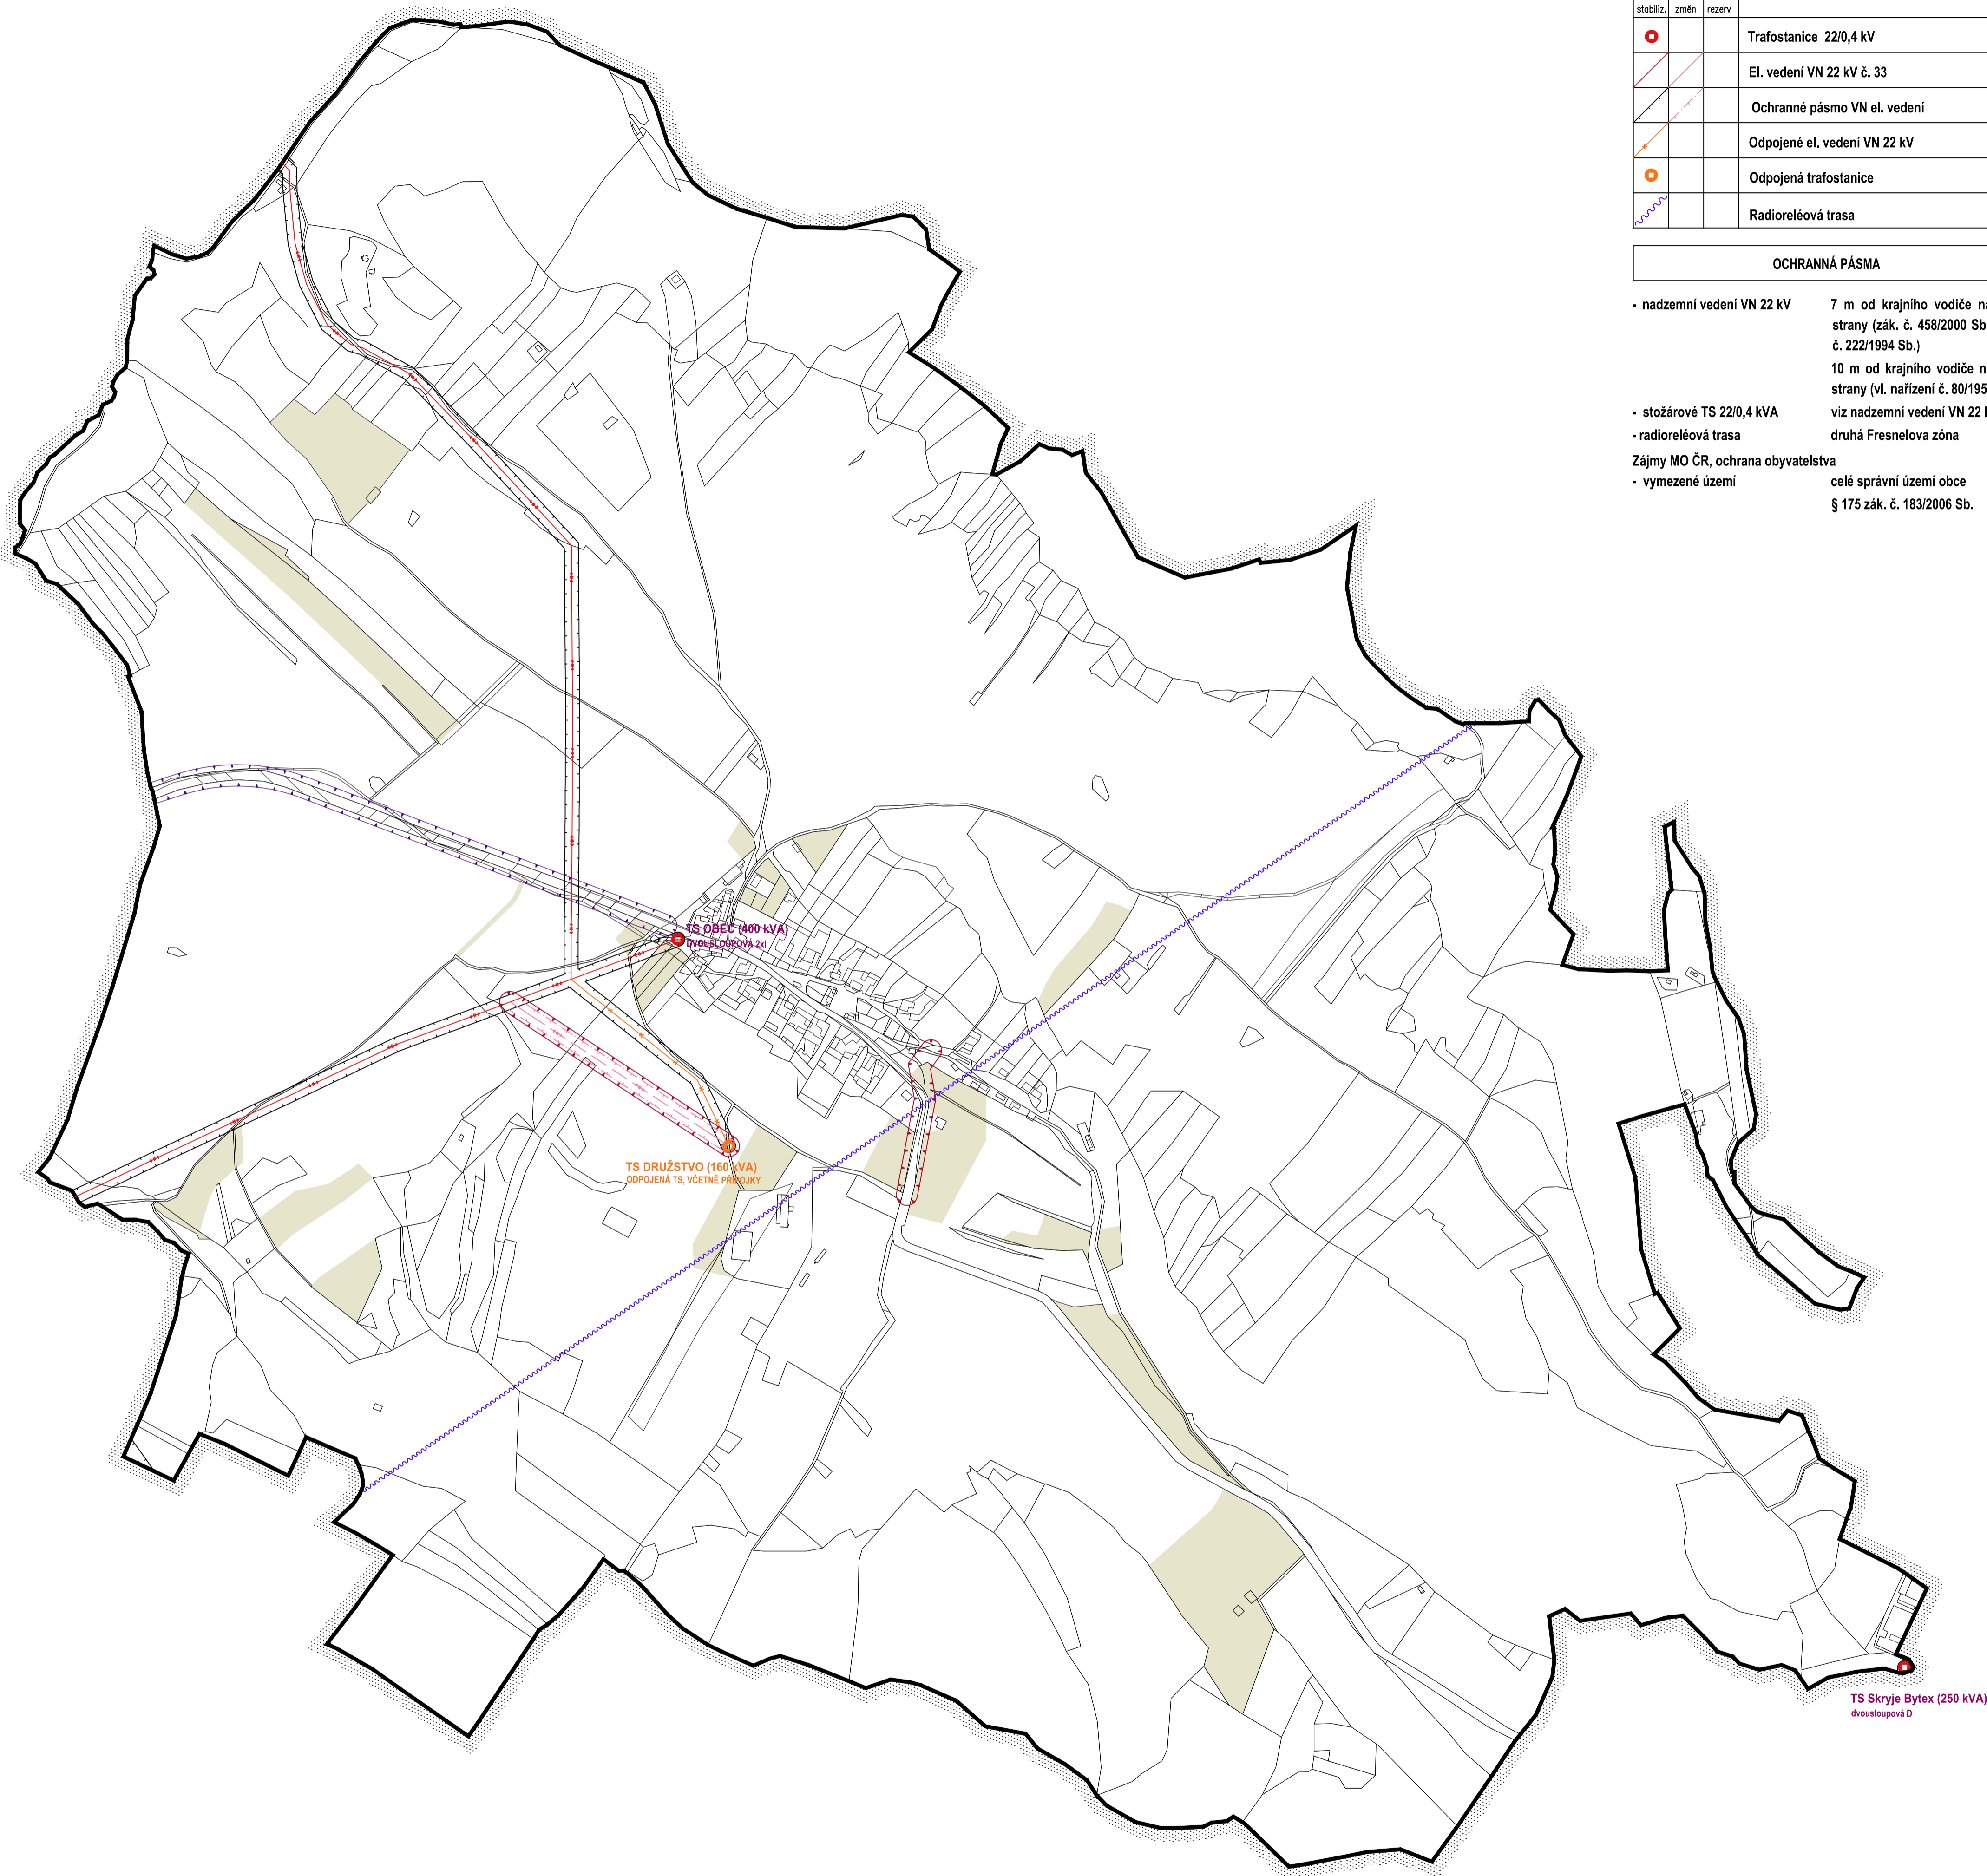 stabiliz. změn rezerv
Trafostanice 22/0,4 kV
El. vedení VN 22 kV č. 33
Ochranné pásmo VN el. vedení
Odpojené el. vedení VN 22 kV
Odpojená trafostanice
Radioreléová trasa
OCHRANNÁ PÁSMA
- nadzemní vedení VN 22 kV 7 m od krajního vodiče na
strany (zák. č. 458/2000 Sb
č. 222/1994 Sb.)
10 m od krajního vodiče n
strany (vl. nařízení č. 80/195
- stožárové TS 22/0,4 kVA viz nadzemní vedení VN 22
- radioreléová trasa druhá Fresnelova zóna
Zájmy MO ČR, ochrana obyvatelstva
- vymezené území celé správní území obce
§ 175 zák. č. 183/2006 Sb.
TS OBEC (400 kVA)
DVOUSLOUPOVÁ 2xI
TS DRUŽSTVO (160 kVA)
ODPOJENÁ TS, VČETNĚ PŘÍPOJKY
TS Skryje Bytex (250 kVA)
dvousloupová D